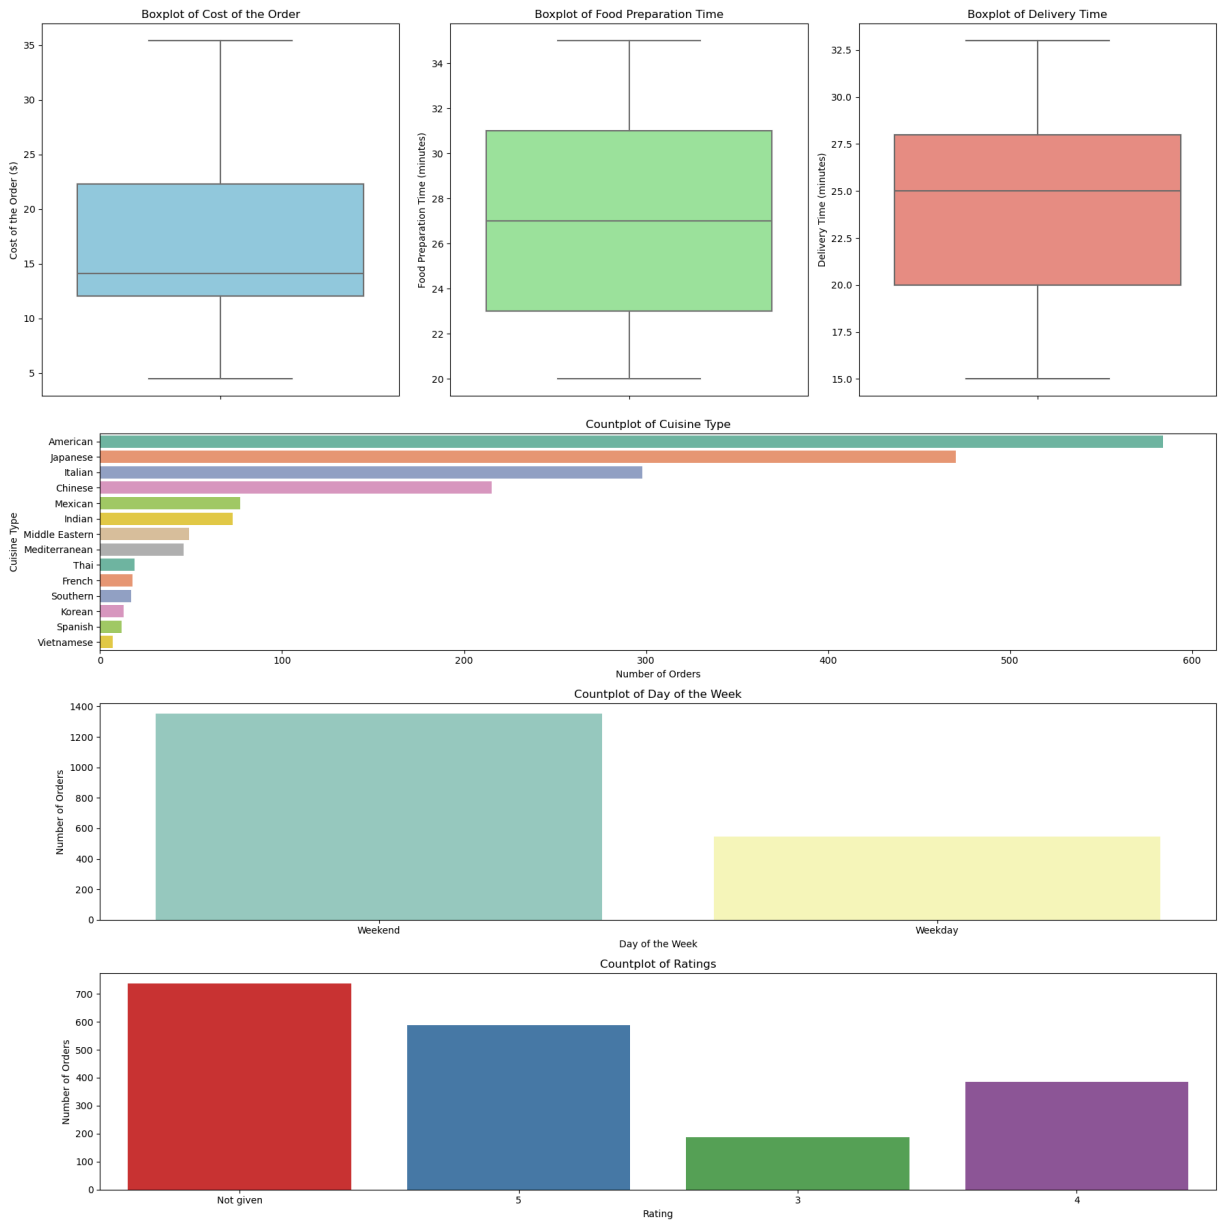 Boxplot of Cost of the Order
Cost of the Order ($)
35
30
25
20
15
10
5
Boxplot of Food Preparation Time
Food Preparation Time (minutes)
34
32
30
28
26
24
22
20
Boxplot of Delivery Time
Delivery Time (minutes)
32.5
30.0
27.5
25.0
22.5
20.0
17.5
15.0
Countplot of Cuisine Type
Cuisine Type
American
Japanese
Italian
Chinese
Mexican
Indian
Middle Eastern
Mediterranean
Thai
French
Southern
Korean
Spanish
Vietnamese
0 100 200 300 400 500 600
Number of Orders
Countplot of Day of the Week
Number of Orders
1400
1200
1000
800
600
400
200
0
Weekend Weekday
Day of the Week
Countplot of Ratings
Number of Orders
700
600
500
400
300
200
100
0
Not given 5 3 4
Rating